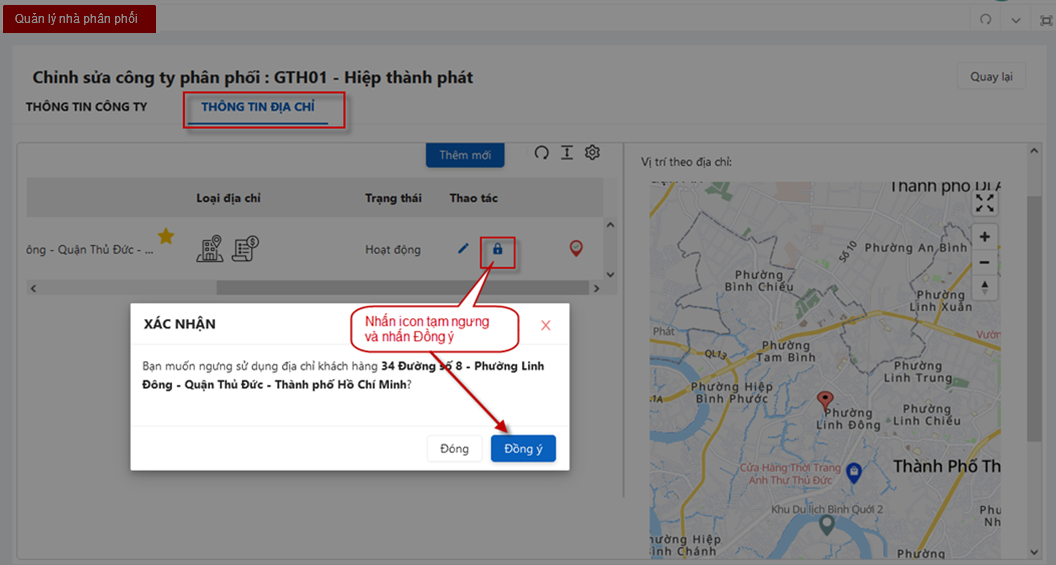 Quản lý nhà phân phối
Chỉnh sửa công ty phân phối : GTH01 - Hiệp thành phát
Quay lại
THÔNG TIN CÔNG TY
THÔNG TIN ĐỊA CHỈ
Thêm mới
Loại địa chỉ
Trạng thái
Thao tác
ông - Quận Thủ Đức - ...
Hoạt động
XÁC NHẬN
Nhấn icon tạm ngưng
và nhấn Đồng ý
Bạn muốn ngưng sử dụng địa chỉ khách hàng 34 Đường số 8 - Phường Linh
Đông - Quận Thủ Đức - Thành phố Hồ Chí Minh?
Đóng
Đồng ý
Vị trí theo địa chỉ:
Thành phố Dĩ A
S610
Phường An Bình
Phường
Bình Chiểu
Phường
Linh Xuân
Phát
QL13
Phường
Tam Bình
Vườn
Phường
Linh Trung
Phường Hiệp
Bình Phước
1A
Phường
Linh Đông
Phường
Linh Chiểu
Cửa Hàng Thời Trang
Anh Thư Thủ Đức
Thành Phố Th
Khu Du lịch Bình Quới 2
Phu
Nh
hường Hiệp
Bình Chánh
Phường